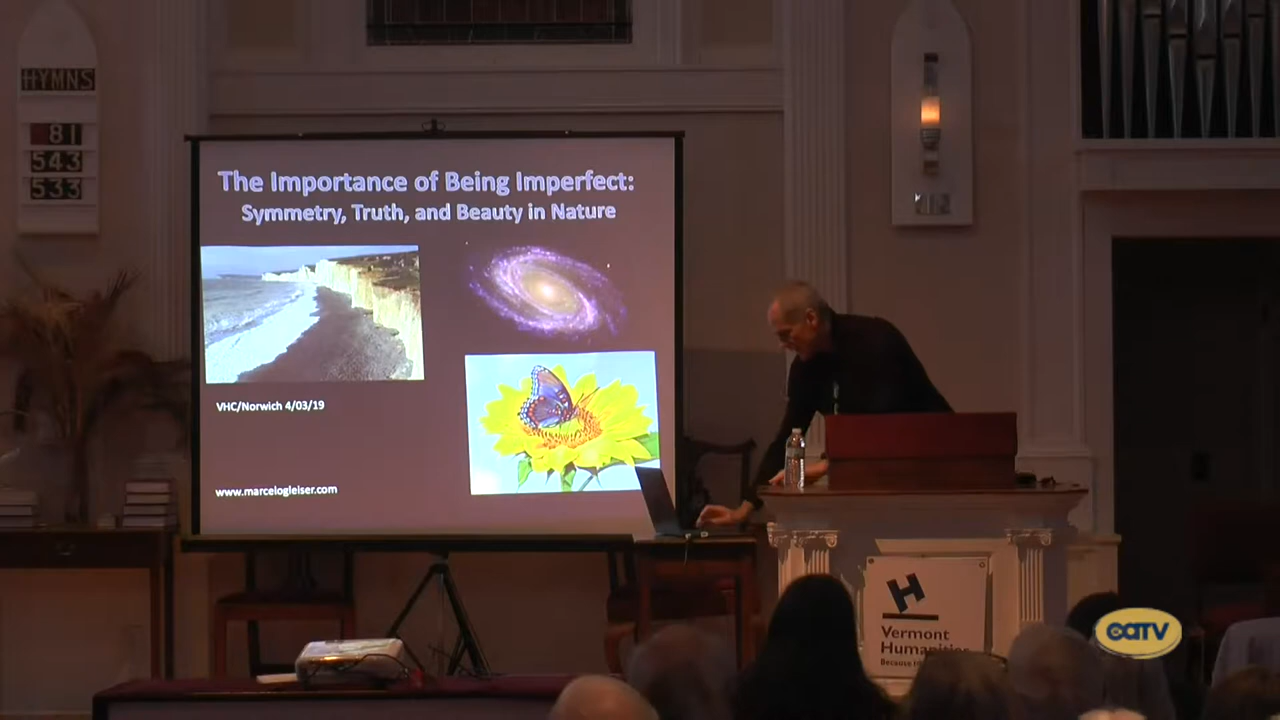 HYMNS
81
543
533
The Importance of Being Imperfect:
Symmetry, Truth, and Beauty in Nature
VHC/Norwich 4/03/19
www.marcelogleiser.com
Vermont
Humanities
Because
CATV